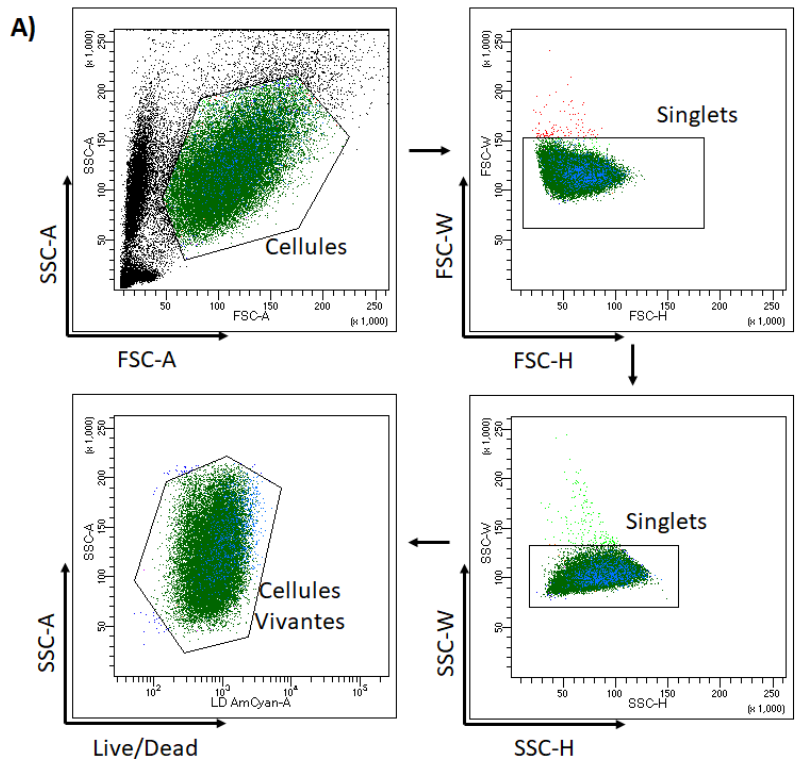 A)
(x 1,000)
250
200
150
100
50
SSC-A
Cellules
50
100
150
200
250
FSC-A
(x 1,000)
SSC-A
FSC-A
(x 1,000)
250
200
150
100
50
FSC-W
Singlets
50
100
150
200
250
FSC-H
(x 1,000)
FSC-W
FSC-H
(x 1,000)
250
200
150
100
50
SSC-A
Cellules
Vivantes
10²
10³
10⁴
10⁵
LD AmCyan-A
SSC-A
Live/Dead
(x 1,000)
250
200
150
100
50
SSC-W
Singlets
50
100
150
200
250
SSC-H
(x 1,000)
SSC-W
SSC-H